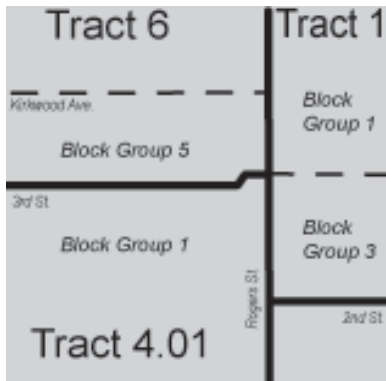 Tract 6
Tract 1
Kirkwood Ave.
Block
Group 1
Block Group 5
3rd St.
Block Group 1
Block
Group 3
Rogers St.
2nd St.
Tract 4.01